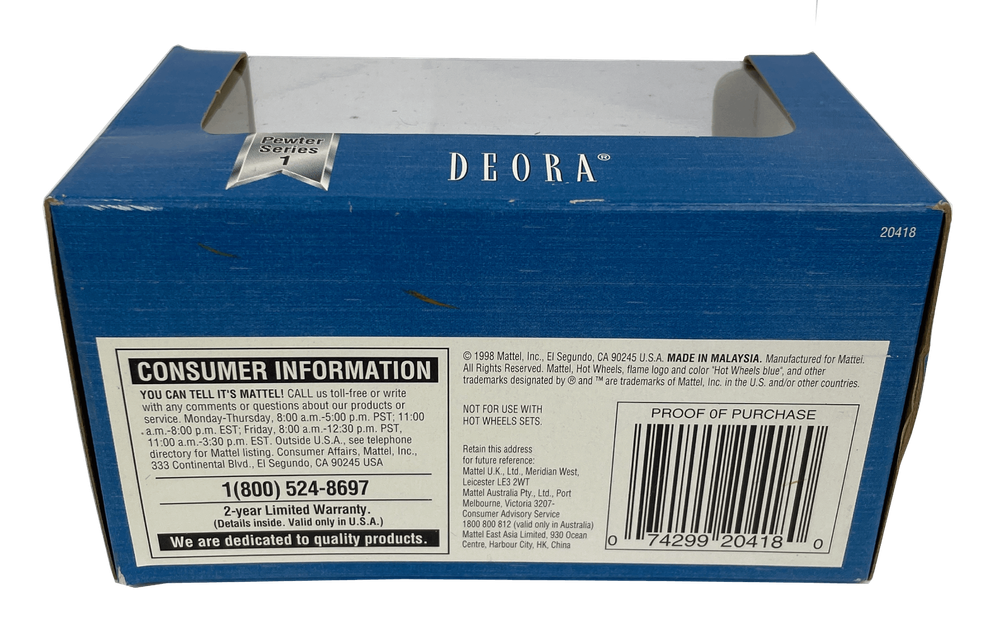 Pewter
Series
1
DEORA®
20418
CONSUMER INFORMATION
YOU CAN TELL IT'S MATTEL! CALL us toll-free or write
with any comments or questions about our products or
service. Monday-Thursday, 8:00 a.m.-5:00 p.m. PST; 11:00
a.m.-8:00 p.m. EST; Friday, 8:00 a.m.-12:30 p.m. PST,
11:00 a.m.-3:30 p.m. EST. Outside U.S.A., see telephone
directory for Mattel listing. Consumer Affairs, Mattel, Inc.,
333 Continental Blvd., El Segundo, CA 90245 USA
1(800) 524-8697
2-year Limited Warranty.
(Details inside. Valid only in U.S.A.)
We are dedicated to quality products.
© 1998 Mattel, Inc., El Segundo, CA 90245 U.S.A. MADE IN MALAYSIA. Manufactured for Mattel.
All Rights Reserved. Mattel, Hot Wheels, flame logo and color "Hot Wheels blue", and other
trademarks designated by ® and ™ are trademarks of Mattel, Inc. in the U.S. and/or other countries.
NOT FOR USE WITH
HOT WHEELS SETS.
Retain this address
for future reference:
Mattel U.K., Ltd., Meridian West,
Leicester LE3 2WT
Mattel Australia Pty., Ltd., Port
Melbourne, Victoria 3207-
Consumer Advisory Service
1800 800 812 (valid only in Australia)
Mattel East Asia Limited, 930 Ocean
Centre, Harbour City, HK, China
PROOF OF PURCHASE
0 74299 20418 0